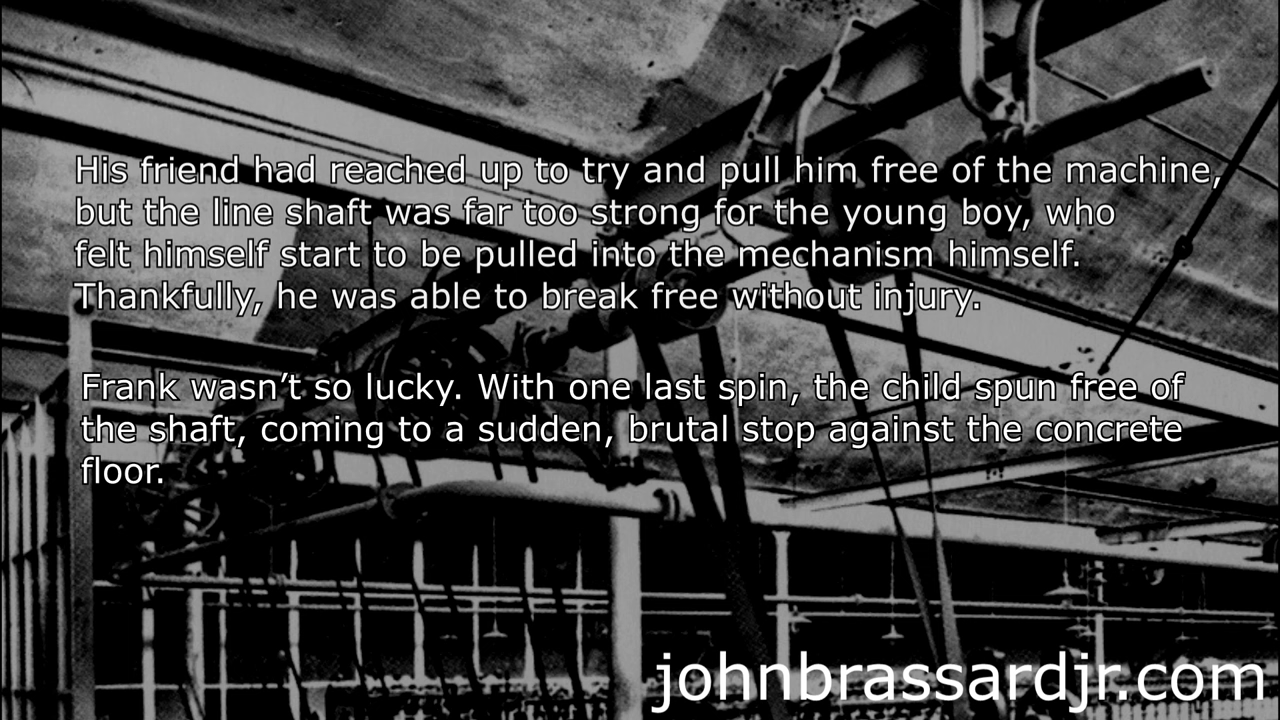 His friend had reached up to try and pull him free of the machine,
but the line shaft was far too strong for the young boy, who
felt himself start to be pulled into the mechanism himself.
Thankfully, he was able to break free without injury.
Frank wasn’t so lucky. With one last spin, the child spun free of
the shaft, coming to a sudden, brutal stop against the concrete
floor.
johnbrassardjr.com